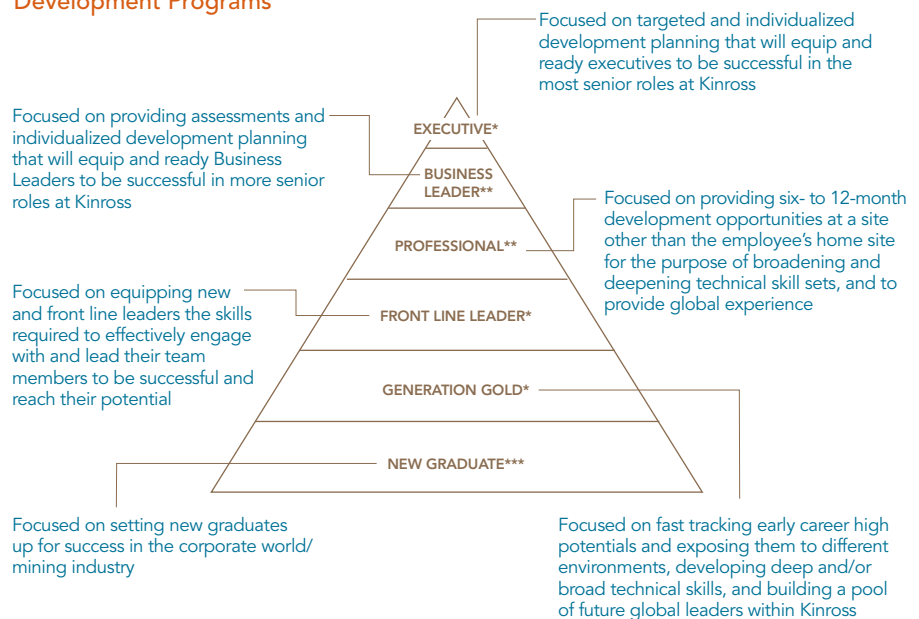 Development Programs
Focused on targeted and individualized
development planning that will equip and
ready executives to be successful in the
most senior roles at Kinross
EXECUTIVE*
Focused on providing assessments and
individualized development planning
that will equip and ready Business
Leaders to be successful in more senior
roles at Kinross
BUSINESS
LEADER**
Focused on providing six- to 12-month
development opportunities at a site
other than the employee's home site
for the purpose of broadening and
deepening technical skill sets, and to
provide global experience
PROFESSIONAL**
Focused on equipping new
and front line leaders the skills
required to effectively engage
with and lead their team
members to be successful and
reach their potential
FRONT LINE LEADER*
GENERATION GOLD*
NEW GRADUATE***
Focused on setting new graduates
up for success in the corporate world/
mining industry
Focused on fast tracking early career high
potentials and exposing them to different
environments, developing deep and/or
broad technical skills, and building a pool
of future global leaders within Kinross